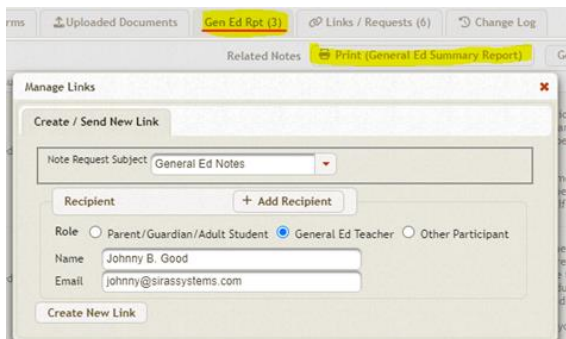 rms Uploaded Documents Gen Ed Rpt (3) Links / Requests (6) Change Log
Related Notes Print (General Ed Summary Report) G
Manage Links
Create / Send New Link
Note Request Subject General Ed Notes
Recipient + Add Recipient
Role Parent/Guardian/Adult Student General Ed Teacher Other Participant
Name Johnny B. Good
Email johnny@sirassystems.com
Create New Link